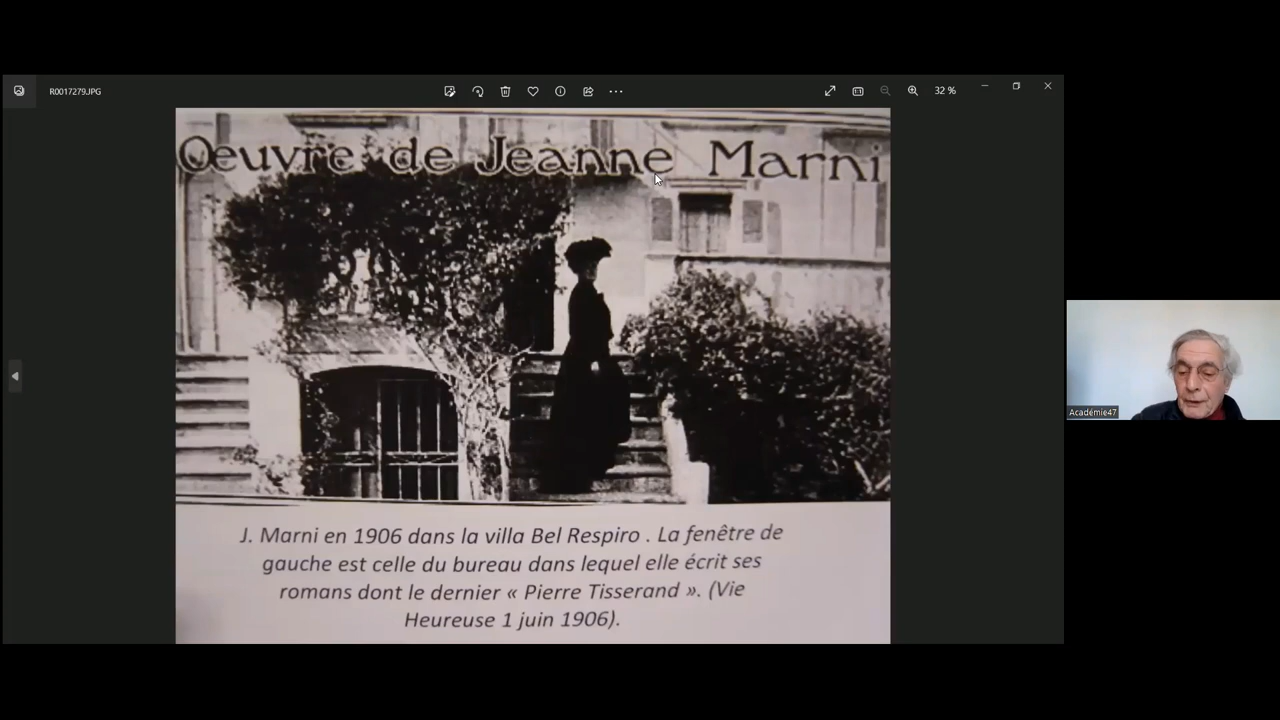 R0017279.JPG
32 %
Œuvre de Jeanne Marni
J. Marni en 1906 dans la villa Bel Respiro . La fenêtre de
gauche est celle du bureau dans lequel elle écrit ses
romans dont le dernier « Pierre Tisserand ». (Vie
Heureuse 1 juin 1906).
Académie47